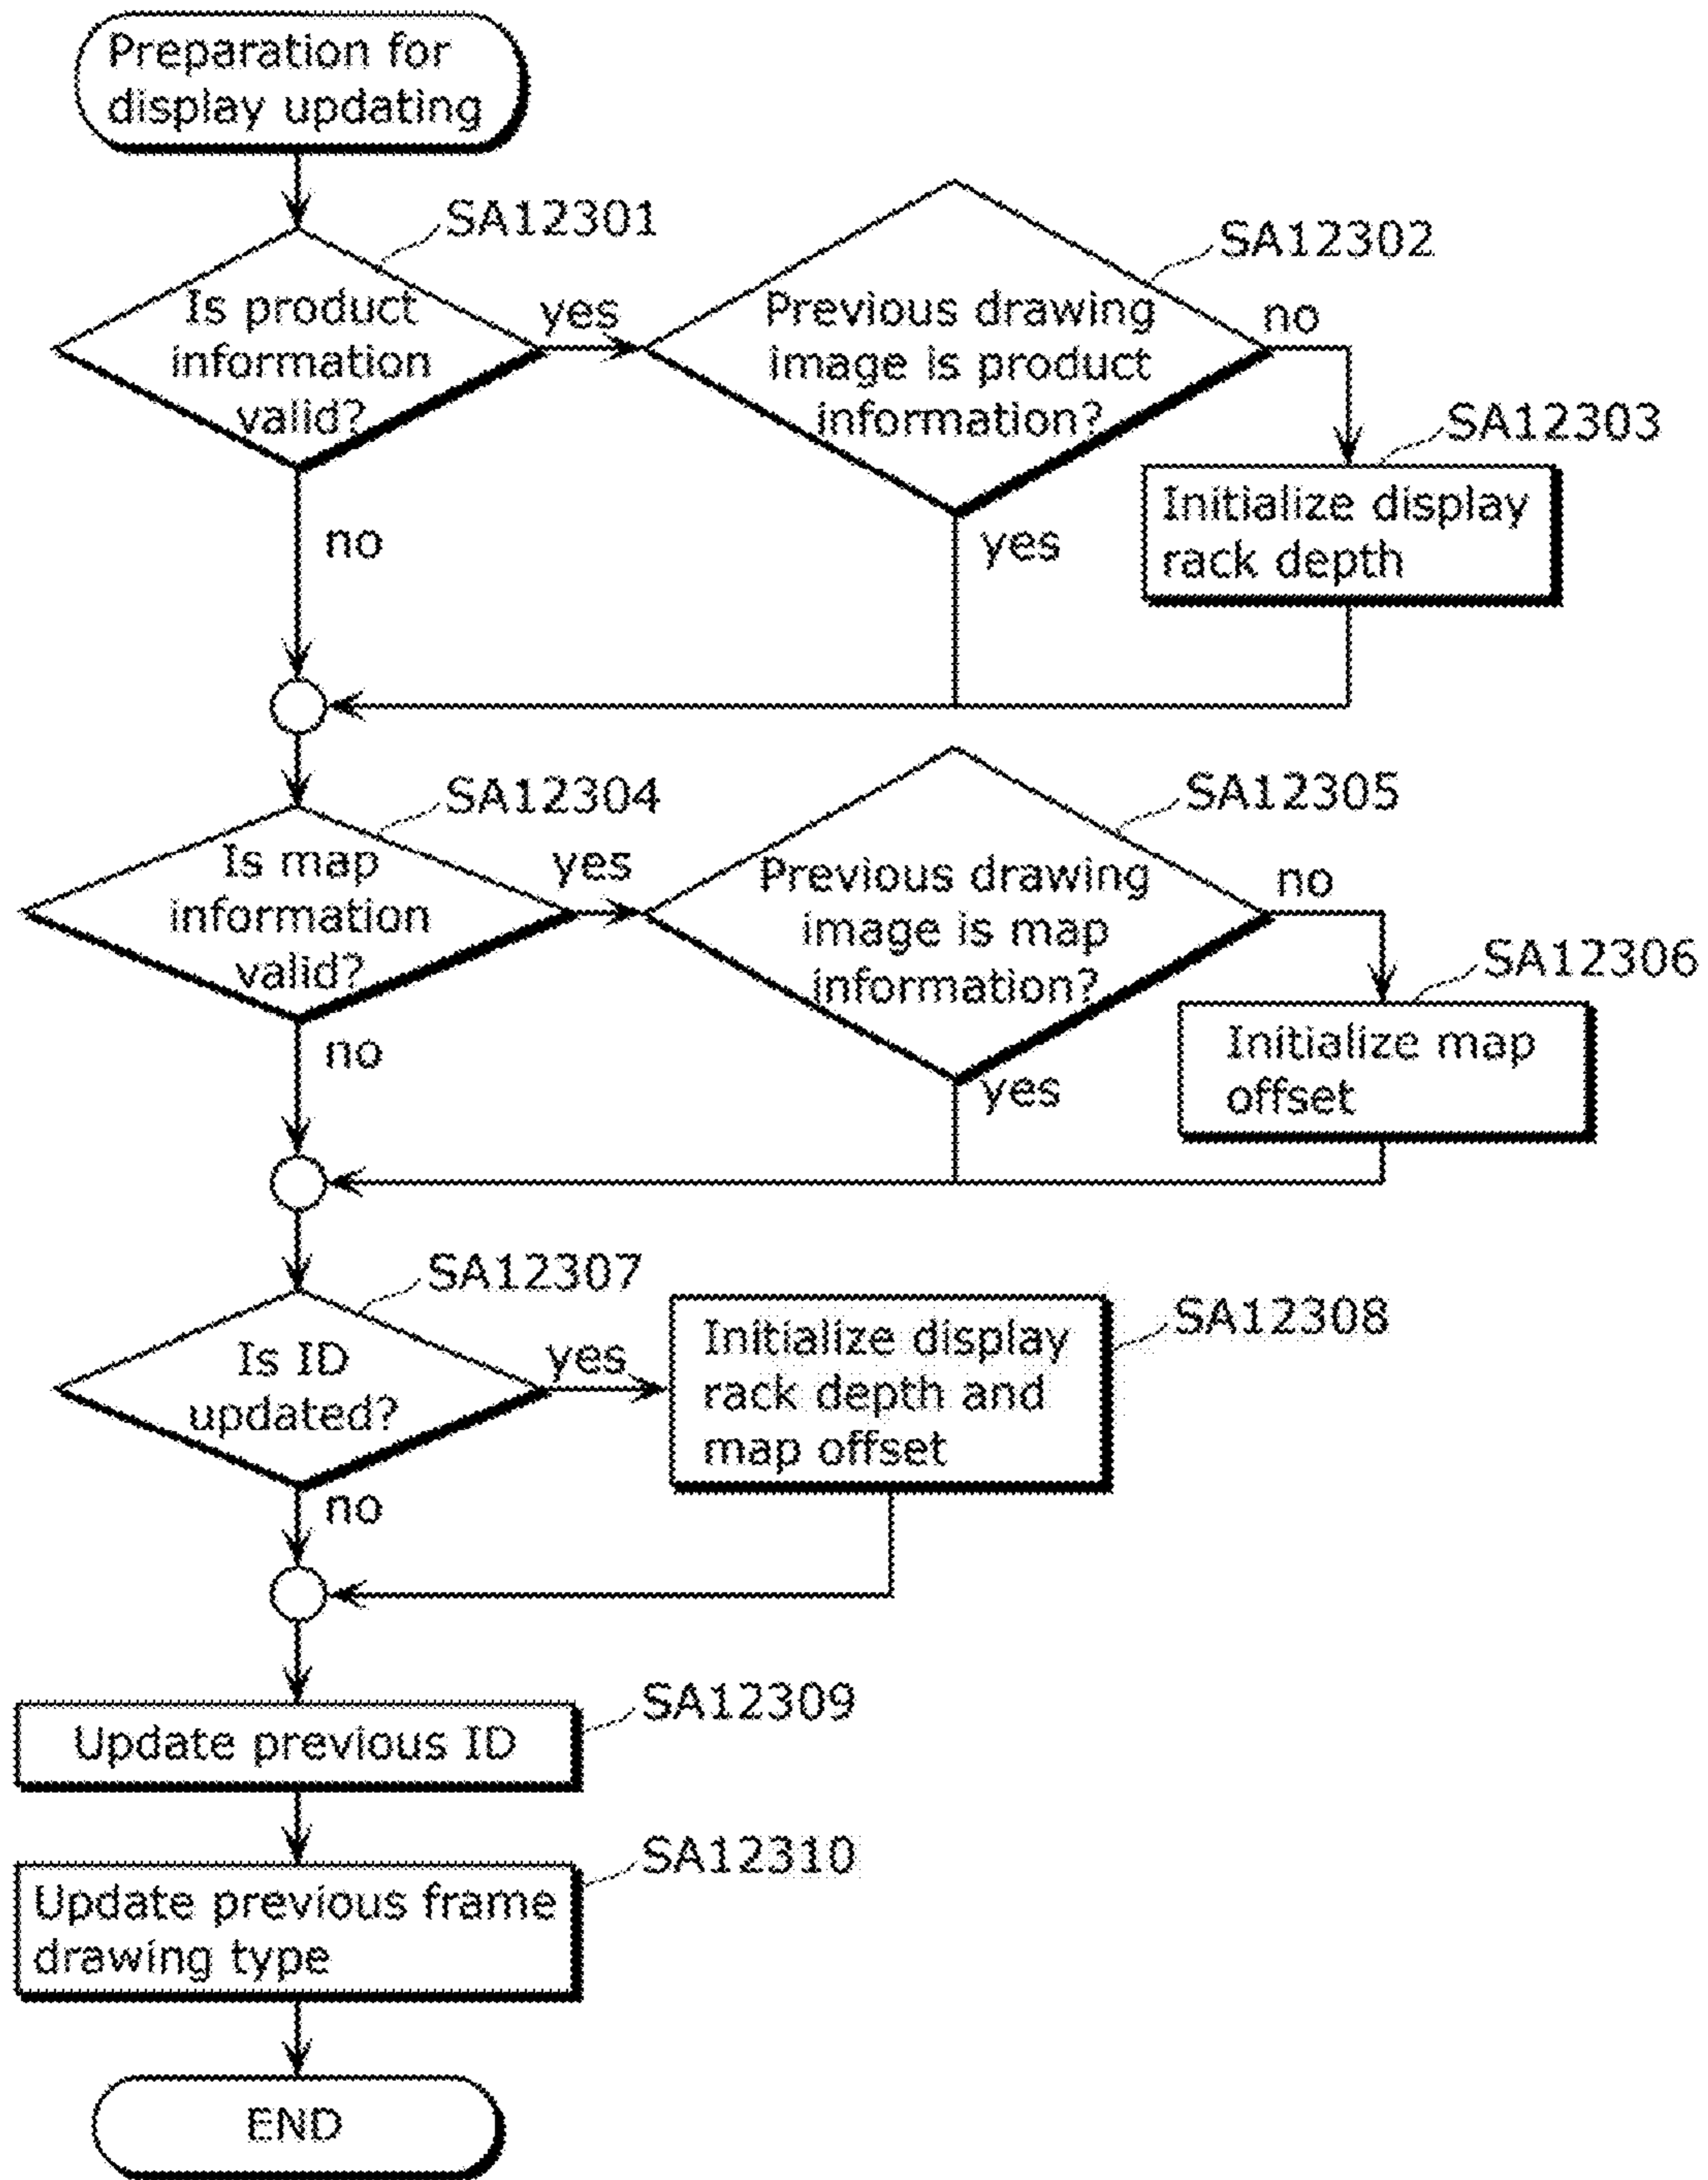 Preparation for
display updating
SA12301
Is product
information
valid?
yes
no
SA12302
Previous drawing
image is product
information?
no
yes
SA12303
Initialize display
rack depth
SA12304
Is map
information
valid?
yes
no
SA12305
Previous drawing
image is map
information?
no
yes
SA12306
Initialize map
offset
SA12307
Is ID
updated?
yes
no
SA12308
Initialize display
rack depth and
map offset
SA12309
Update previous ID
SA12310
Update previous frame
drawing type
END